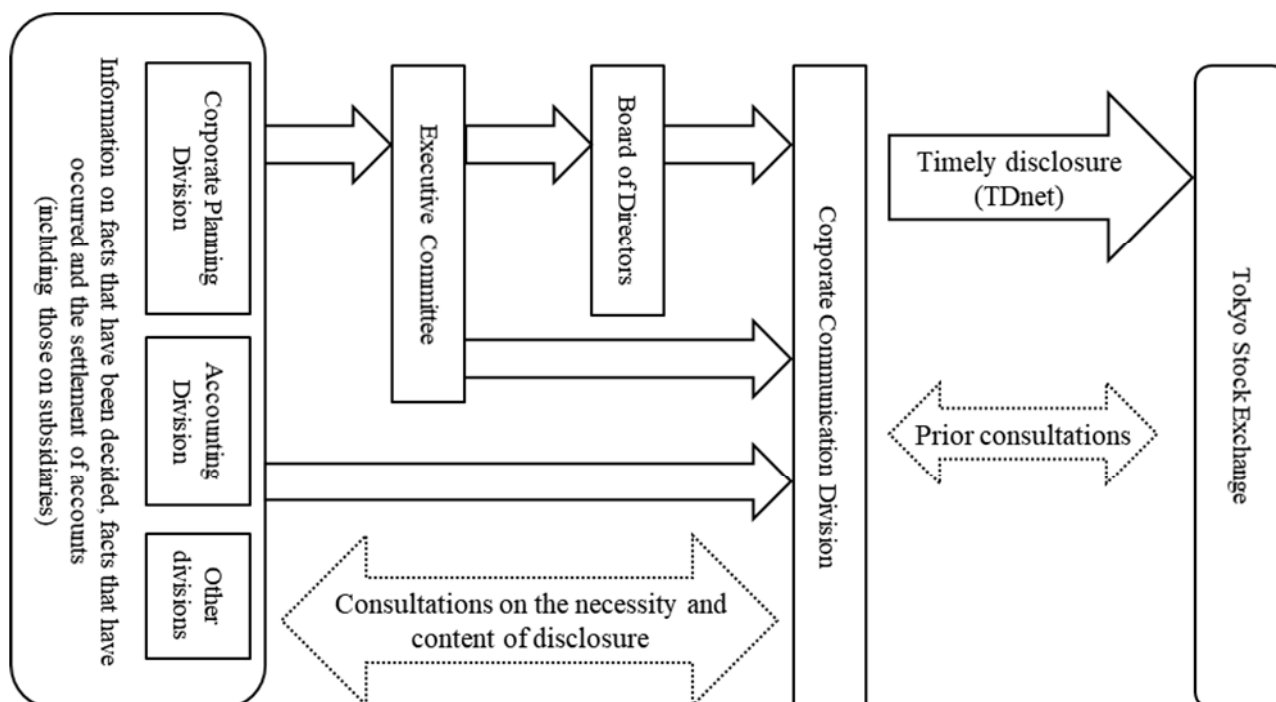 Information on facts that have been decided, facts that have
occurred and the settlement of accounts
(including those on subsidiaries)
Corporate Planning
Division
Accounting
Division
Other
divisions
Executive Committee
Board of Directors
Corporate Communication Division
Timely disclosure
(TDnet)
Prior consultations
Consultations on the necessity and
content of disclosure
Tokyo Stock Exchange